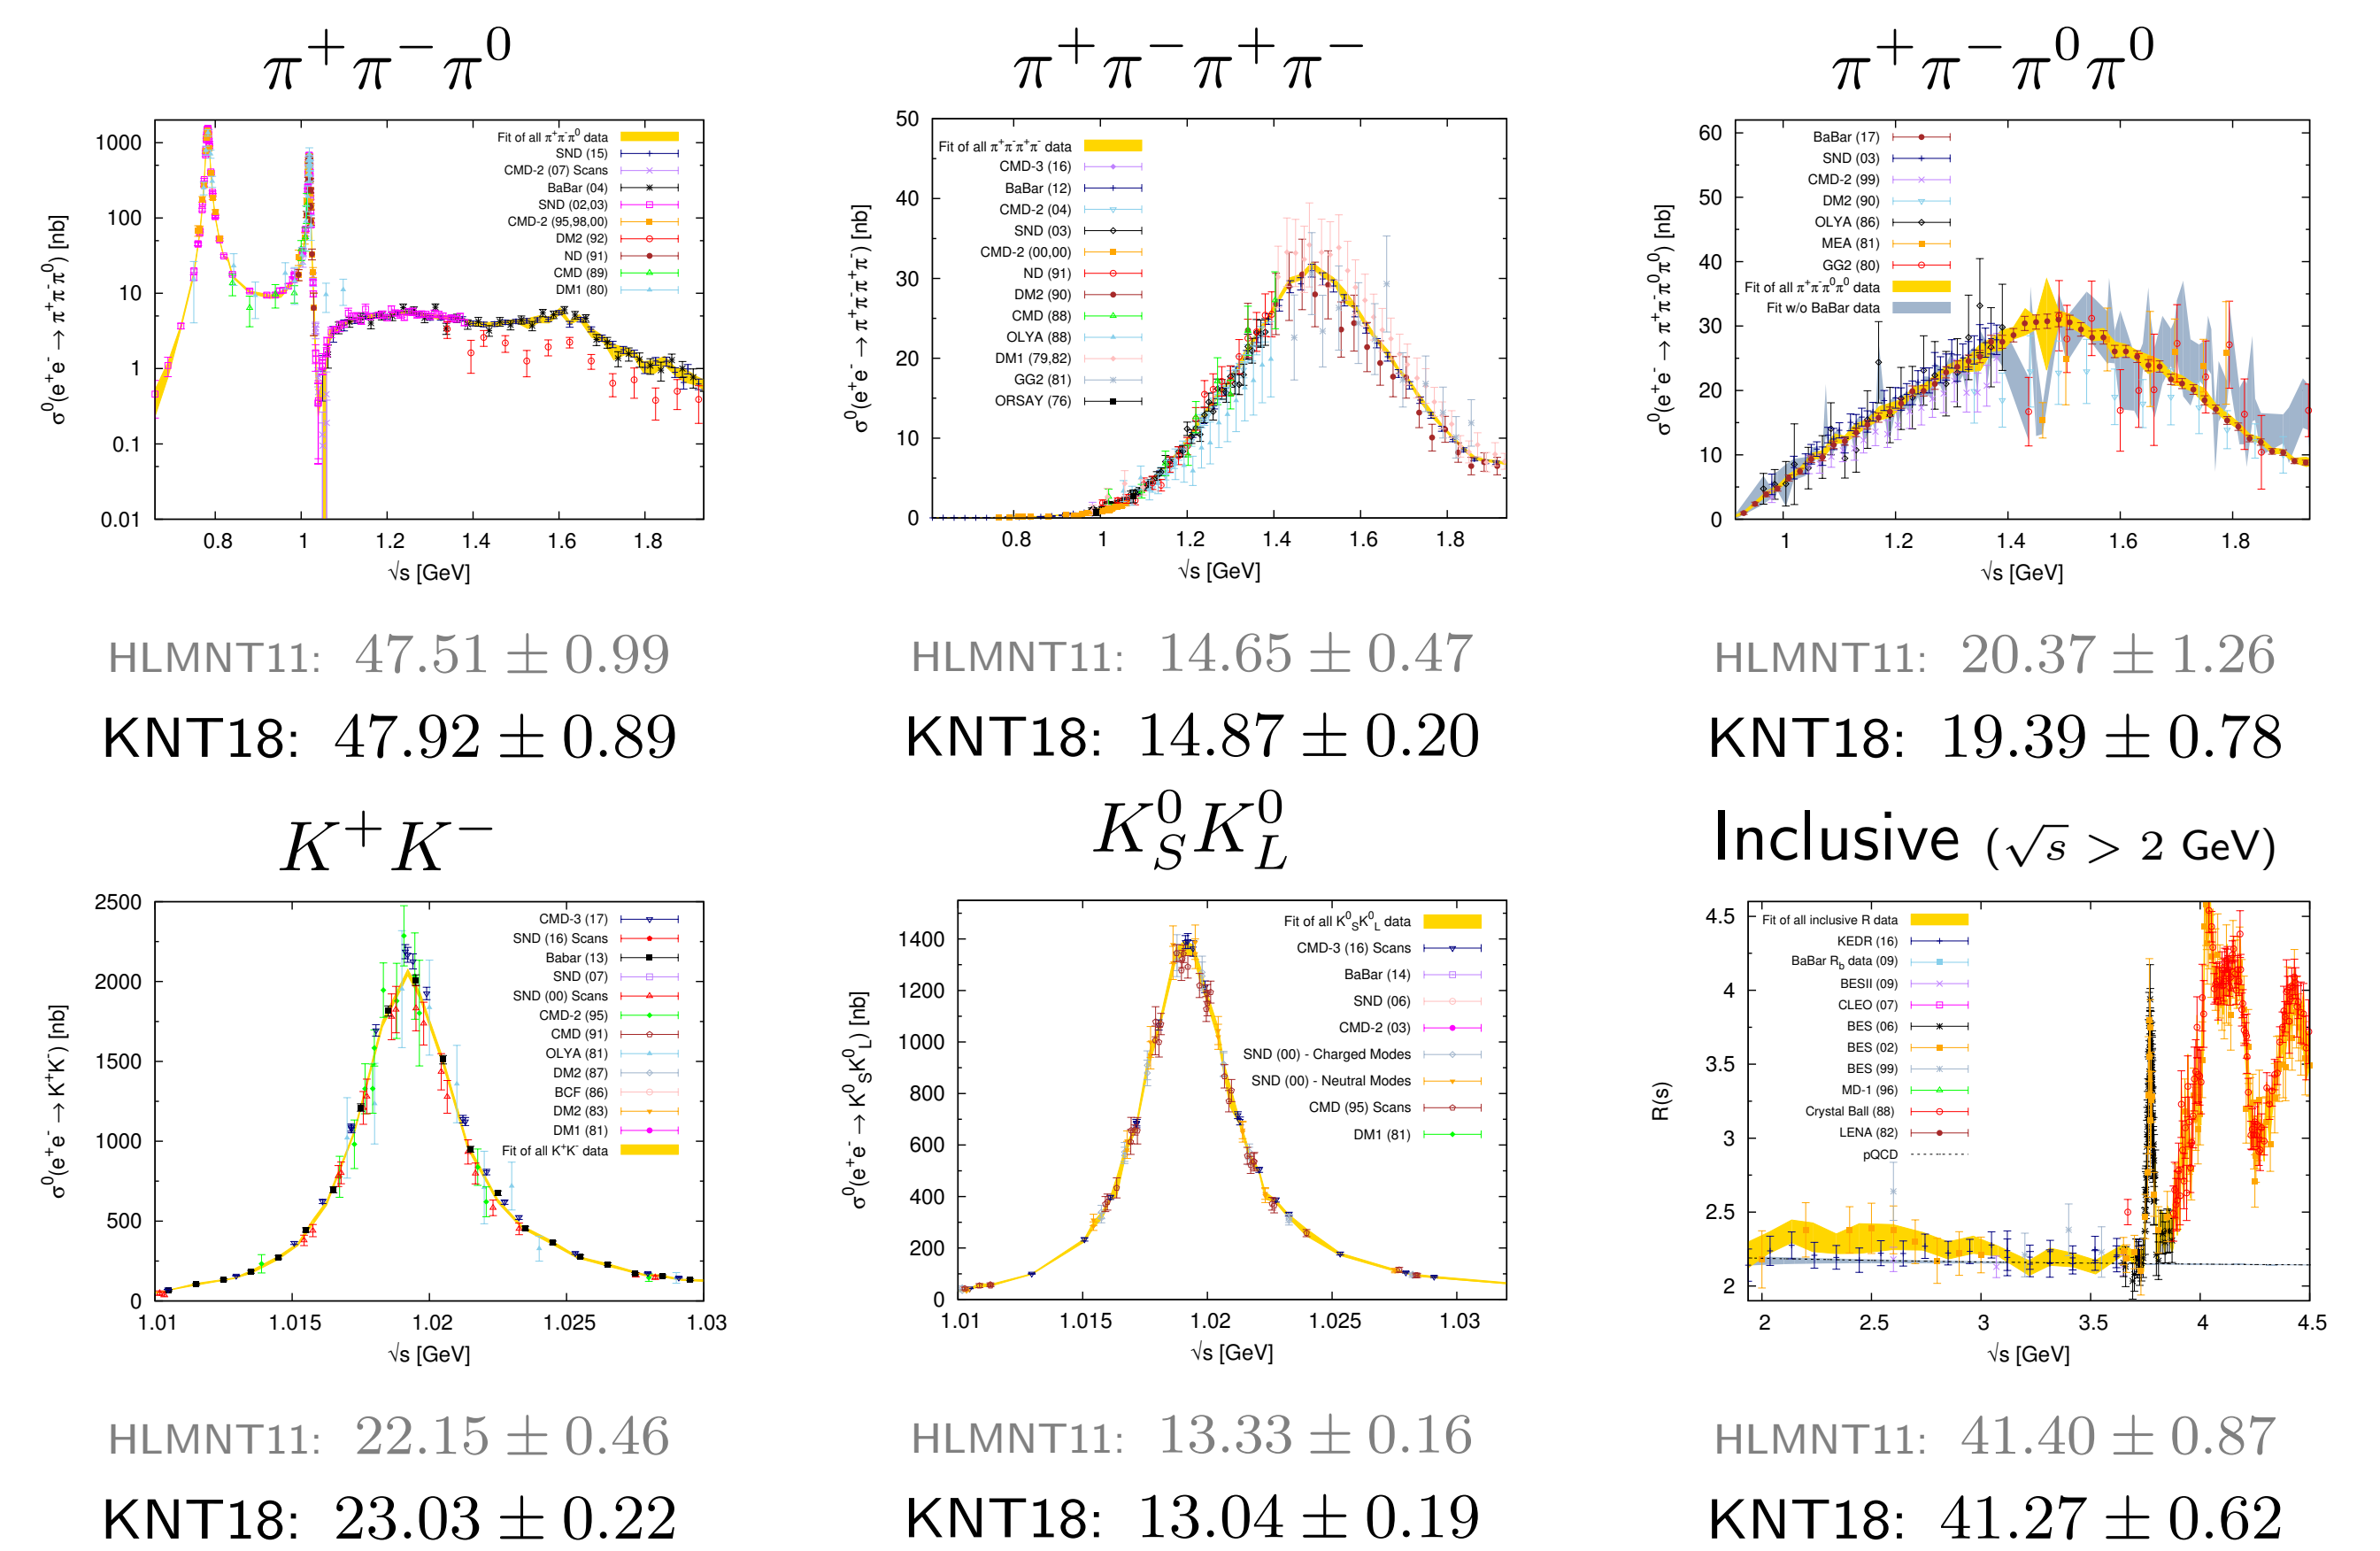 π⁺π⁻π⁰
σ⁰(e⁺e⁻ → π⁺π⁻π⁰) [nb]
1000
100
10
1
0.1
0.01
Fit of all π⁺π⁻π⁰ data
SND (15)
CMD-2 (07) Scans
BaBar (04)
SND (02,03)
CMD-2 (95,98,00)
DM2 (92)
ND (91)
CMD (89)
DM1 (80)
0.8 1 1.2 1.4 1.6 1.8
√s [GeV]
HLMNT11: 47.51 ± 0.99
KNT18: 47.92 ± 0.89
π⁺π⁻π⁺π⁻
σ⁰(e⁺e⁻ → π⁺π⁻π⁺π⁻) [nb]
50
40
30
20
10
0
Fit of all π⁺π⁻π⁺π⁻ data
CMD-3 (16)
BaBar (12)
CMD-2 (04)
SND (03)
CMD-2 (00,00)
ND (91)
DM2 (90)
CMD (88)
OLYA (88)
DM1 (79,82)
GG2 (81)
ORSAY (76)
0.8 1 1.2 1.4 1.6 1.8
√s [GeV]
HLMNT11: 14.65 ± 0.47
KNT18: 14.87 ± 0.20
π⁺π⁻π⁰π⁰
σ⁰(e⁺e⁻ → π⁺π⁻π⁰π⁰) [nb]
60
50
40
30
20
10
0
BaBar (17)
SND (03)
CMD-2 (99)
DM2 (90)
OLYA (86)
MEA (81)
GG2 (80)
Fit of all π⁺π⁻π⁰π⁰ data
Fit w/o BaBar data
1 1.2 1.4 1.6 1.8
√s [GeV]
HLMNT11: 20.37 ± 1.26
KNT18: 19.39 ± 0.78
K⁺K⁻
σ⁰(e⁺e⁻ → K⁺K⁻) [nb]
2500
2000
1500
1000
500
0
CMD-3 (17)
SND (16) Scans
Babar (13)
SND (07)
SND (00) Scans
CMD-2 (95)
CMD (91)
OLYA (81)
DM2 (87)
BCF (86)
DM2 (83)
DM1 (81)
Fit of all K⁺K⁻ data
1.01 1.015 1.02 1.025 1.03
√s [GeV]
HLMNT11: 22.15 ± 0.46
KNT18: 23.03 ± 0.22
K⁰_S K⁰_L
σ⁰(e⁺e⁻ → K⁰_S K⁰_L) [nb]
1400
1200
1000
800
600
400
200
0
Fit of all K⁰_S K⁰_L data
CMD-3 (16) Scans
BaBar (14)
SND (06)
CMD-2 (03)
SND (00) - Charged Modes
SND (00) - Neutral Modes
CMD (95) Scans
DM1 (81)
1.01 1.015 1.02 1.025 1.03
√s [GeV]
HLMNT11: 13.33 ± 0.16
KNT18: 13.04 ± 0.19
Inclusive (√s > 2 GeV)
R(s)
4.5
4
3.5
3
2.5
2
Fit of all inclusive R data
KEDR (16)
BaBar R_b data (09)
BESII (09)
CLEO (07)
BES (06)
BES (02)
BES (99)
MD-1 (96)
Crystal Ball (88)
LENA (82)
pQCD
2 2.5 3 3.5 4 4.5
√s [GeV]
HLMNT11: 41.40 ± 0.87
KNT18: 41.27 ± 0.62